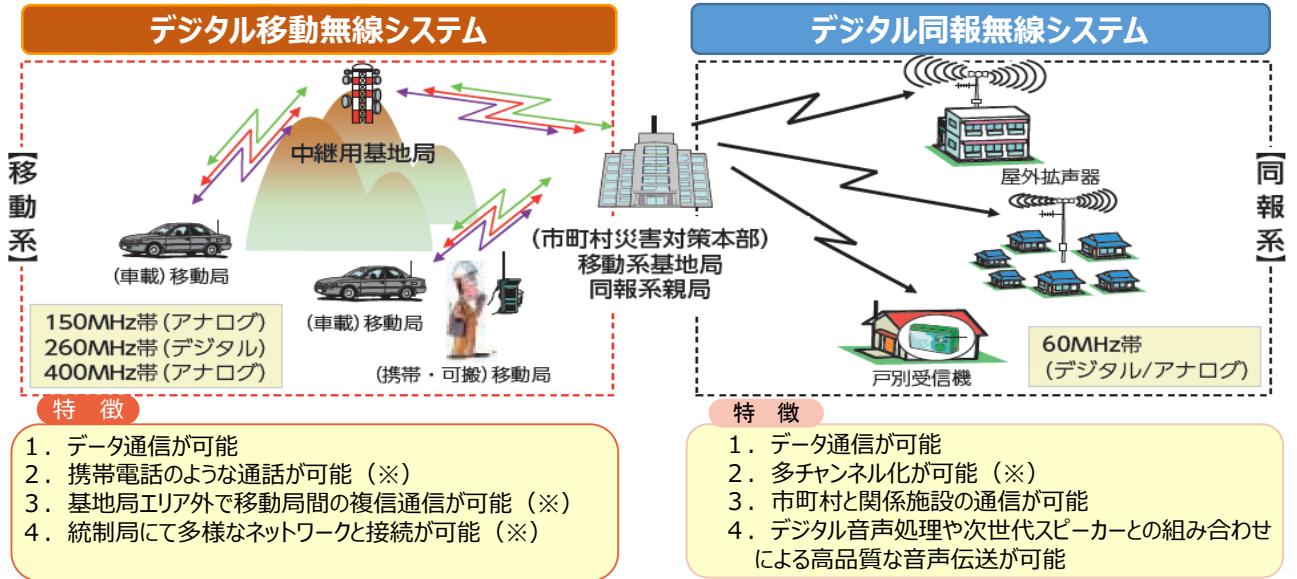 デジタル移動無線システム
【移動系】
中継用基地局
(車載)移動局
(車載)移動局
(携帯・可搬)移動局
150MHz帯(アナログ)
260MHz帯(デジタル)
400MHz帯(アナログ)
(市町村災害対策本部)
移動系基地局
同報系親局
デジタル同報無線システム
【同報系】
屋外拡声器
戸別受信機
60MHz帯
(デジタル/アナログ)
特 徴
1. データ通信が可能
2. 携帯電話のような通話が可能(※)
3. 基地局エリア外で移動局間の複信通信が可能(※)
4. 統制局にて多様なネットワークと接続が可能(※)
特 徴
1. データ通信が可能
2. 多チャンネル化が可能(※)
3. 市町村と関係施設の通信が可能
4. デジタル音声処理や次世代スピーカーとの組み合わせ
による高品質な音声伝送が可能